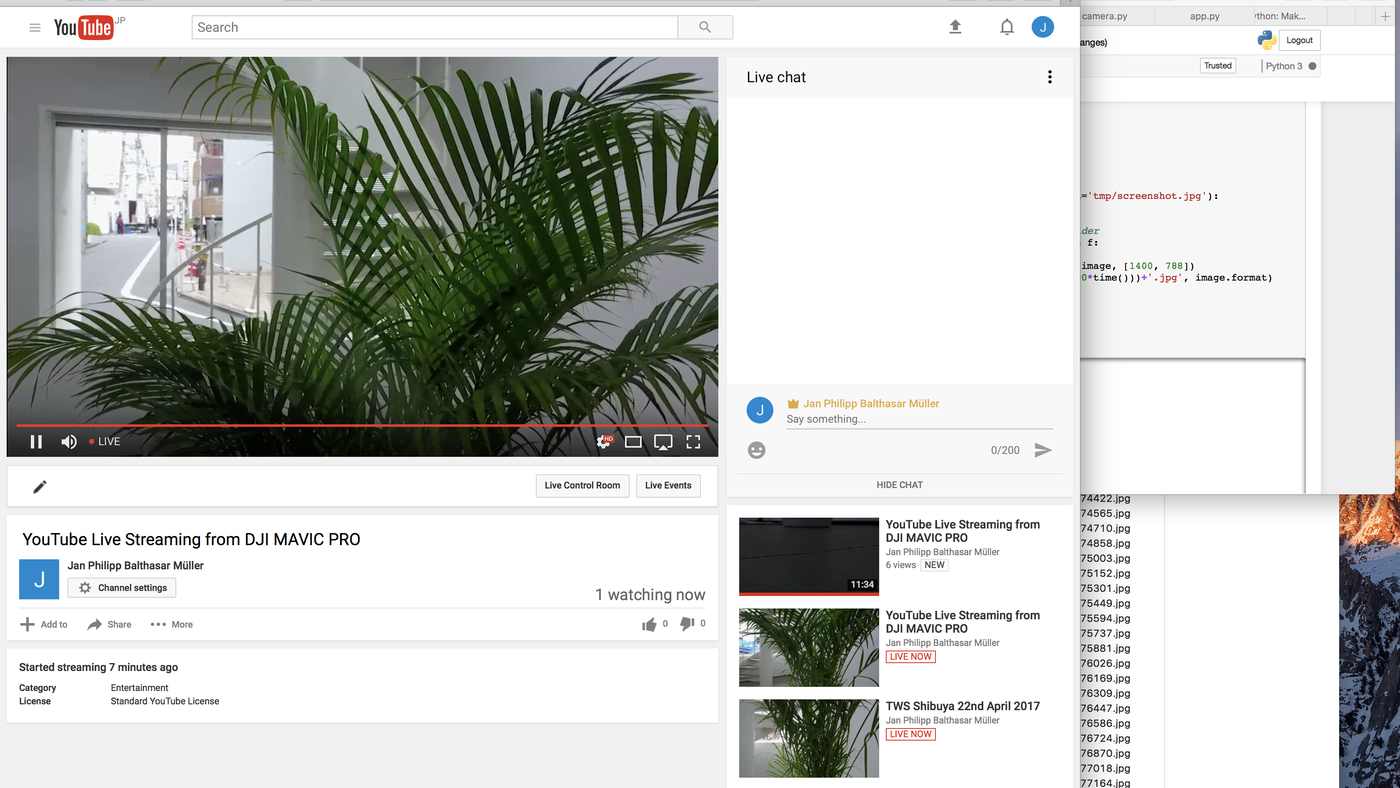 YouTube JP
Search
J
Live chat
LIVE
HD
J
Jan Philipp Balthasar Müller
Say something...
0/200
HIDE CHAT
Live Control Room
Live Events
YouTube Live Streaming from DJI MAVIC PRO
J
Jan Philipp Balthasar Müller
Channel settings
1 watching now
Add to
Share
More
0
0
Started streaming 7 minutes ago
Category Entertainment
License Standard YouTube License
11:34
YouTube Live Streaming from
DJI MAVIC PRO
Jan Philipp Balthasar Müller
6 views NEW
YouTube Live Streaming from
DJI MAVIC PRO
Jan Philipp Balthasar Müller
LIVE NOW
TWS Shibuya 22nd April 2017
Jan Philipp Balthasar Müller
LIVE NOW
camera.py
app.py
ython: Mak...
anges)
Logout
Trusted
Python 3
='tmp/screenshot.jpg'):
der
f:
image, [1400, 788])
0*time()))+'.jpg', image.format)
74422.jpg
74565.jpg
74710.jpg
74858.jpg
75003.jpg
75152.jpg
75301.jpg
75449.jpg
75594.jpg
75737.jpg
75881.jpg
76026.jpg
76169.jpg
76309.jpg
76447.jpg
76586.jpg
76724.jpg
76870.jpg
77018.jpg
77164.jpg